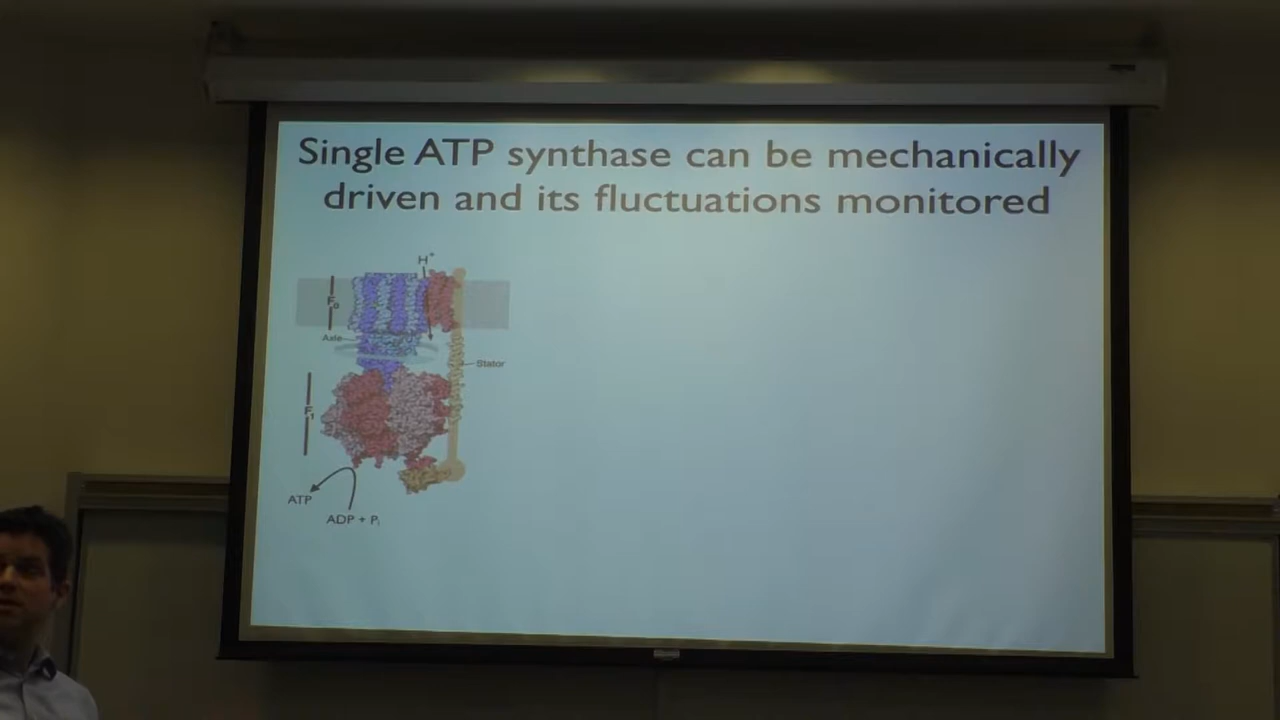 Single ATP synthase can be mechanically
driven and its fluctuations monitored
H+
F0
Axle
Stator
F1
ATP
ADP + Pi